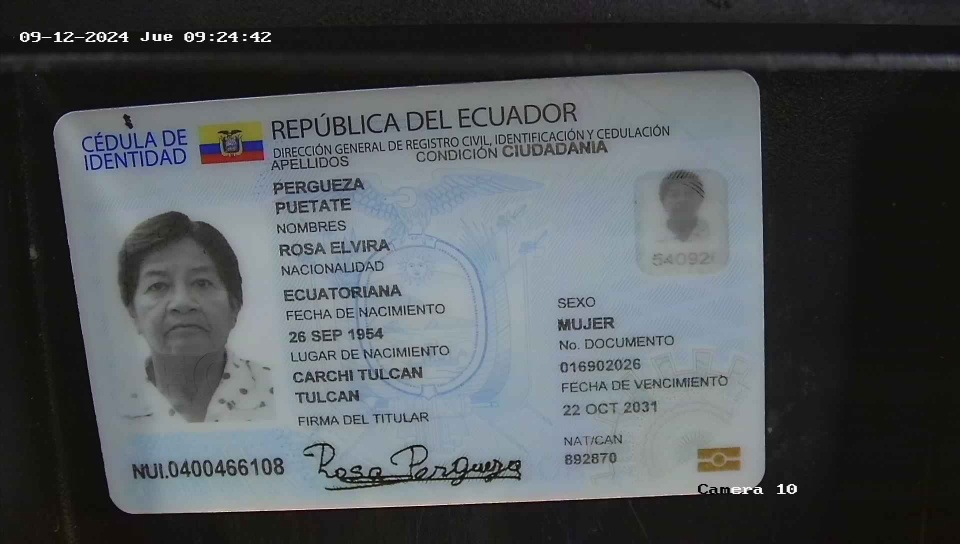 09-12-2024 Jue 09:24:42
CÉDULA DE
IDENTIDAD
REPÚBLICA DEL ECUADOR
DIRECCIÓN GENERAL DE REGISTRO CIVIL, IDENTIFICACIÓN Y CEDULACIÓN
APELLIDOS
CONDICIÓN CIUDADANIA
PERGUEZA
PUETATE
NOMBRES
ROSA ELVIRA
NACIONALIDAD
ECUATORIANA
FECHA DE NACIMIENTO
26 SEP 1954
LUGAR DE NACIMIENTO
CARCHI TULCAN
TULCAN
FIRMA DEL TITULAR
540926
SEXO
MUJER
No. DOCUMENTO
016902026
FECHA DE VENCIMIENTO
22 OCT 2031
NAT/CAN
892870
NUI.0400466108
Rosa Pergueza
Camera 10